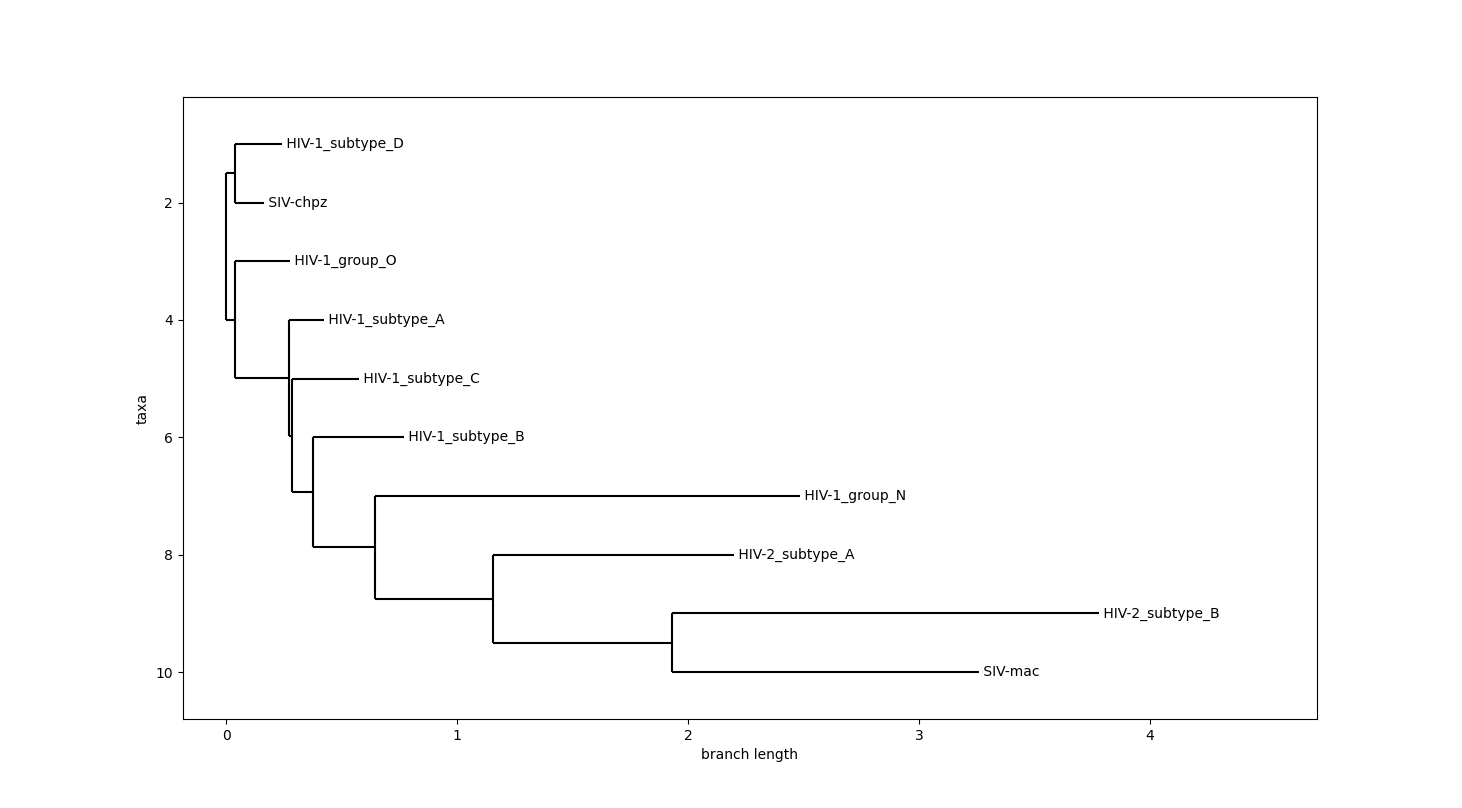 HIV-1_subtype_D
SIV-chpz
2
HIV-1_group_O
HIV-1_subtype_A
4
HIV-1_subtype_C
taxa
HIV-1_subtype_B
6
HIV-1_group_N
HIV-2_subtype_A
8
HIV-2_subtype_B
SIV-mac
10
0 1 2 3 4
branch length